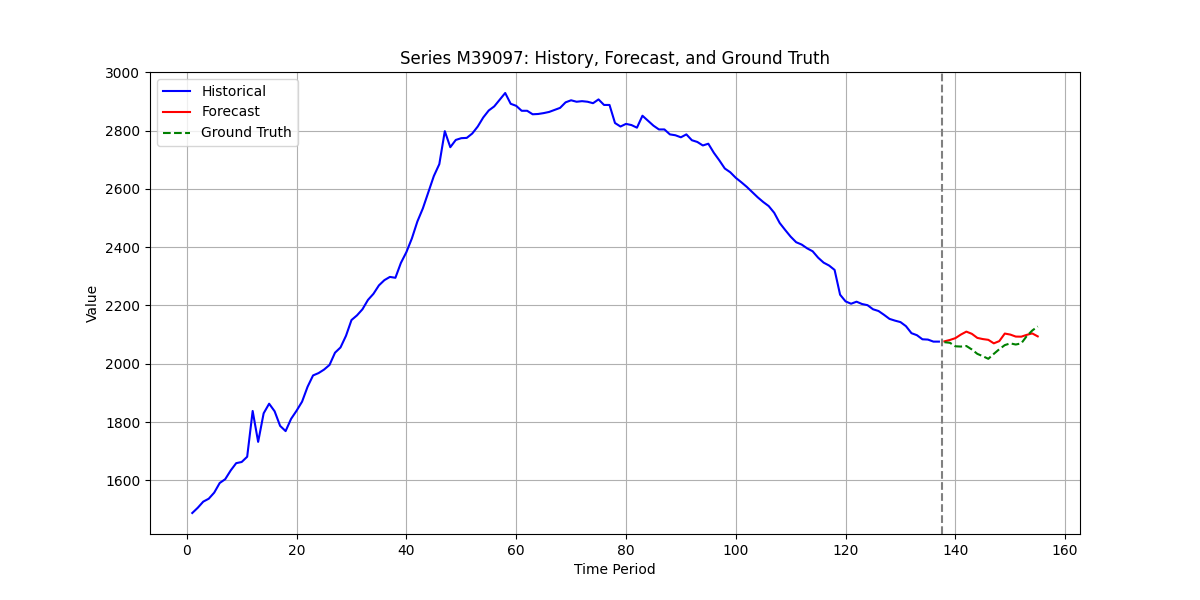 Series M39097: History, Forecast, and Ground Truth
Historical
Forecast
Ground Truth
3000
2800
2600
2400
2200
2000
1800
1600
Value
0 20 40 60 80 100 120 140 160
Time Period